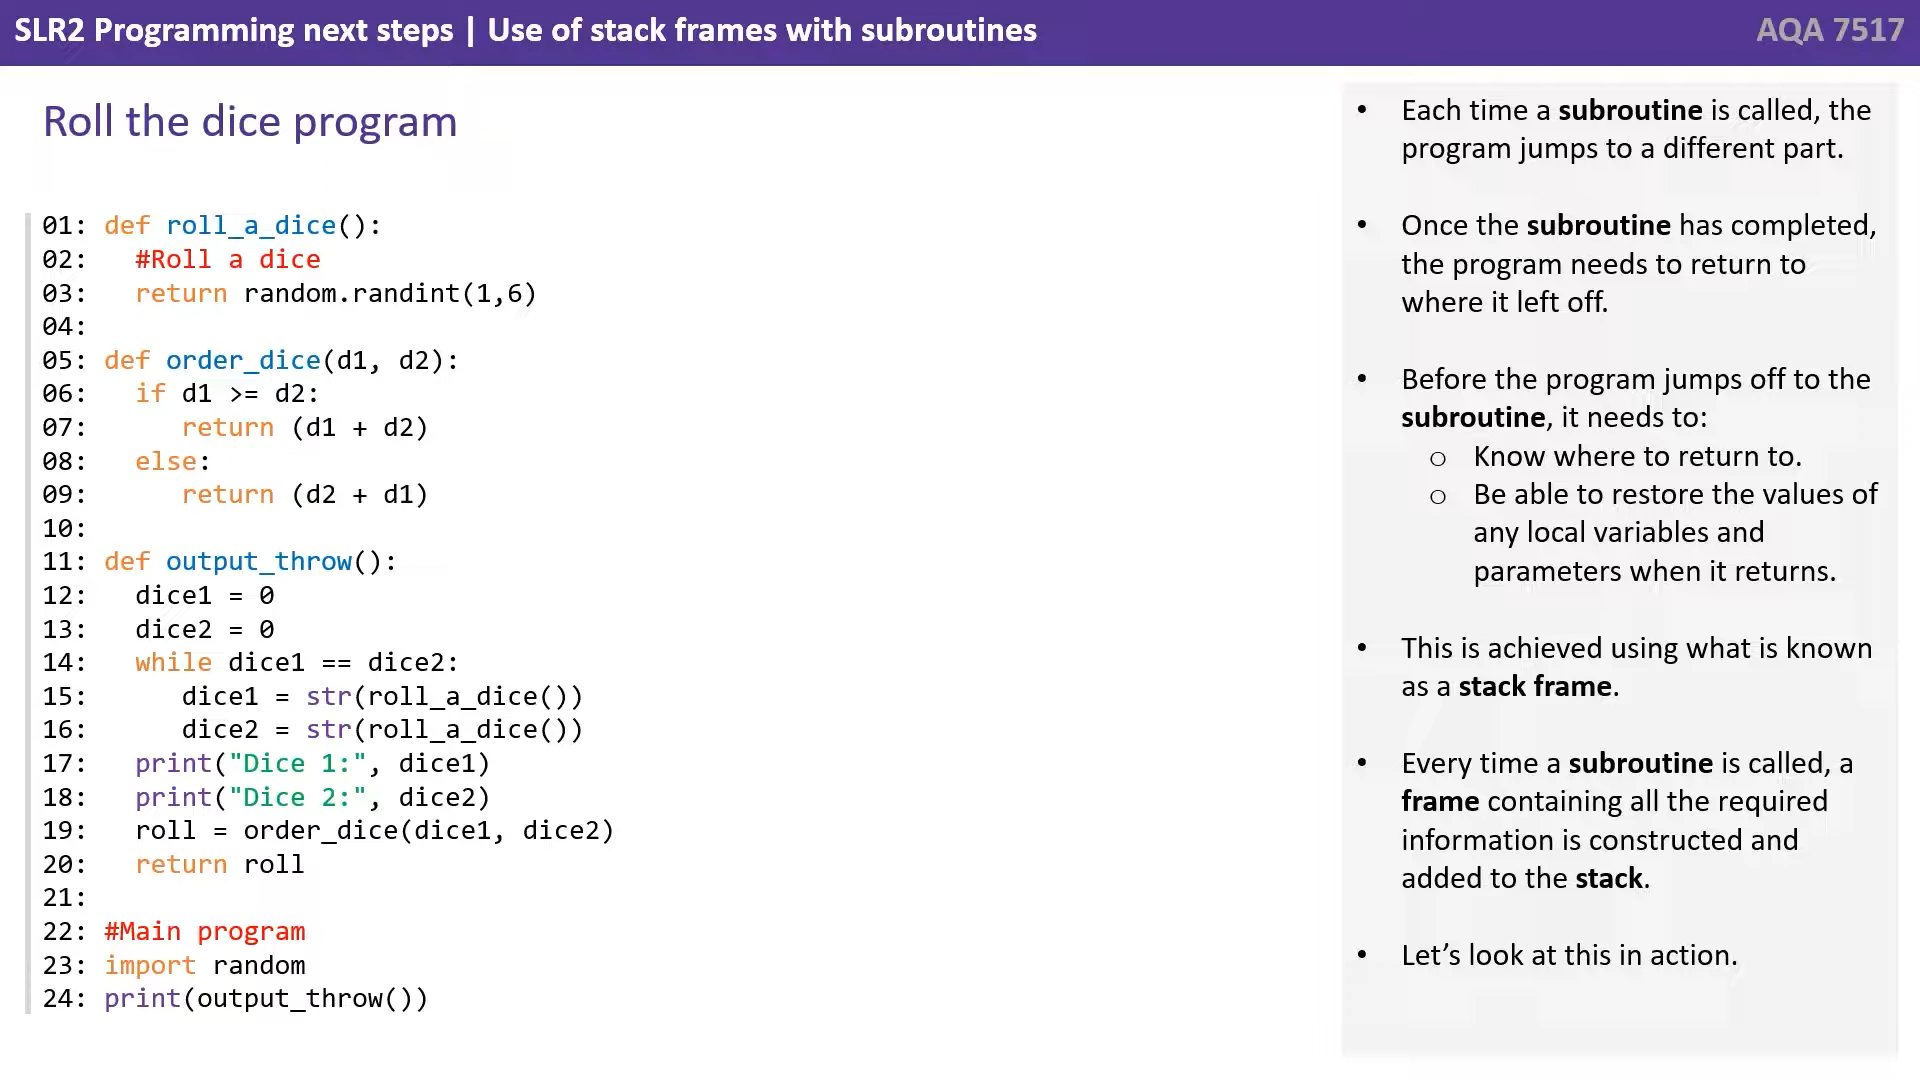 SLR2 Programming next steps | Use of stack frames with subroutines
AQA 7517
Roll the dice program
01: def roll_a_dice():
02:   #Roll a dice
03:   return random.randint(1,6)
04:
05: def order_dice(d1, d2):
06:   if d1 >= d2:
07:      return (d1 + d2)
08:   else:
09:      return (d2 + d1)
10:
11: def output_throw():
12:   dice1 = 0
13:   dice2 = 0
14:   while dice1 == dice2:
15:      dice1 = str(roll_a_dice())
16:      dice2 = str(roll_a_dice())
17:   print("Dice 1:", dice1)
18:   print("Dice 2:", dice2)
19:   roll = order_dice(dice1, dice2)
20:   return roll
21:
22: #Main program
23: import random
24: print(output_throw())
• Each time a subroutine is called, the
program jumps to a different part.
• Once the subroutine has completed,
the program needs to return to
where it left off.
• Before the program jumps off to the
subroutine, it needs to:
o Know where to return to.
o Be able to restore the values of
any local variables and
parameters when it returns.
• This is achieved using what is known
as a stack frame.
• Every time a subroutine is called, a
frame containing all the required
information is constructed and
added to the stack.
• Let’s look at this in action.